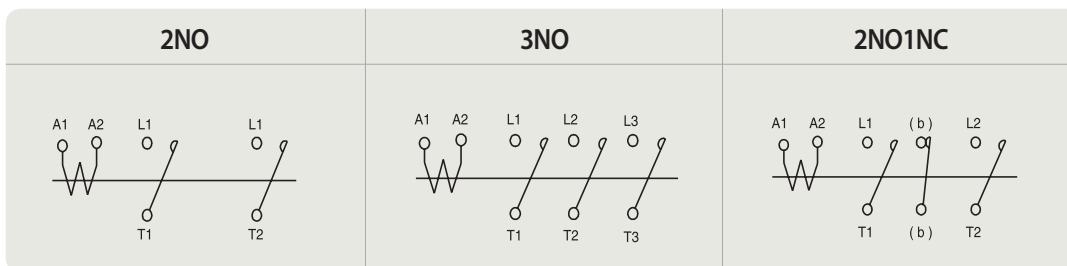 2NO 3NO 2NO1NC
A1 A2 L1 L1
T1 T2
A1 A2 L1 L2 L3
T1 T2 T3
A1 A2 L1 (b) L2
T1 (b) T2